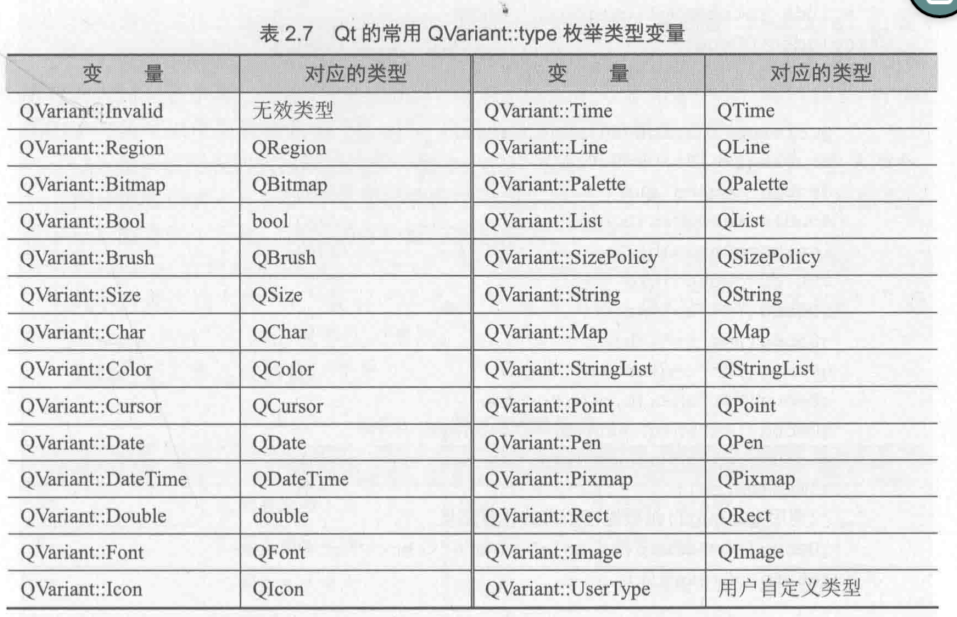 表 2.7 Qt 的常用 QVariant::type 枚举类型变量
变 量 对应的类型 变 量 对应的类型
QVariant::Invalid 无效类型 QVariant::Time QTime
QVariant::Region QRegion QVariant::Line QLine
QVariant::Bitmap QBitmap QVariant::Palette QPalette
QVariant::Bool bool QVariant::List QList
QVariant::Brush QBrush QVariant::SizePolicy QSizePolicy
QVariant::Size QSize QVariant::String QString
QVariant::Char QChar QVariant::Map QMap
QVariant::Color QColor QVariant::StringList QStringList
QVariant::Cursor QCursor QVariant::Point QPoint
QVariant::Date QDate QVariant::Pen QPen
QVariant::DateTime QDateTime QVariant::Pixmap QPixmap
QVariant::Double double QVariant::Rect QRect
QVariant::Font QFont QVariant::Image QImage
QVariant::Icon QIcon QVariant::UserType 用户自定义类型